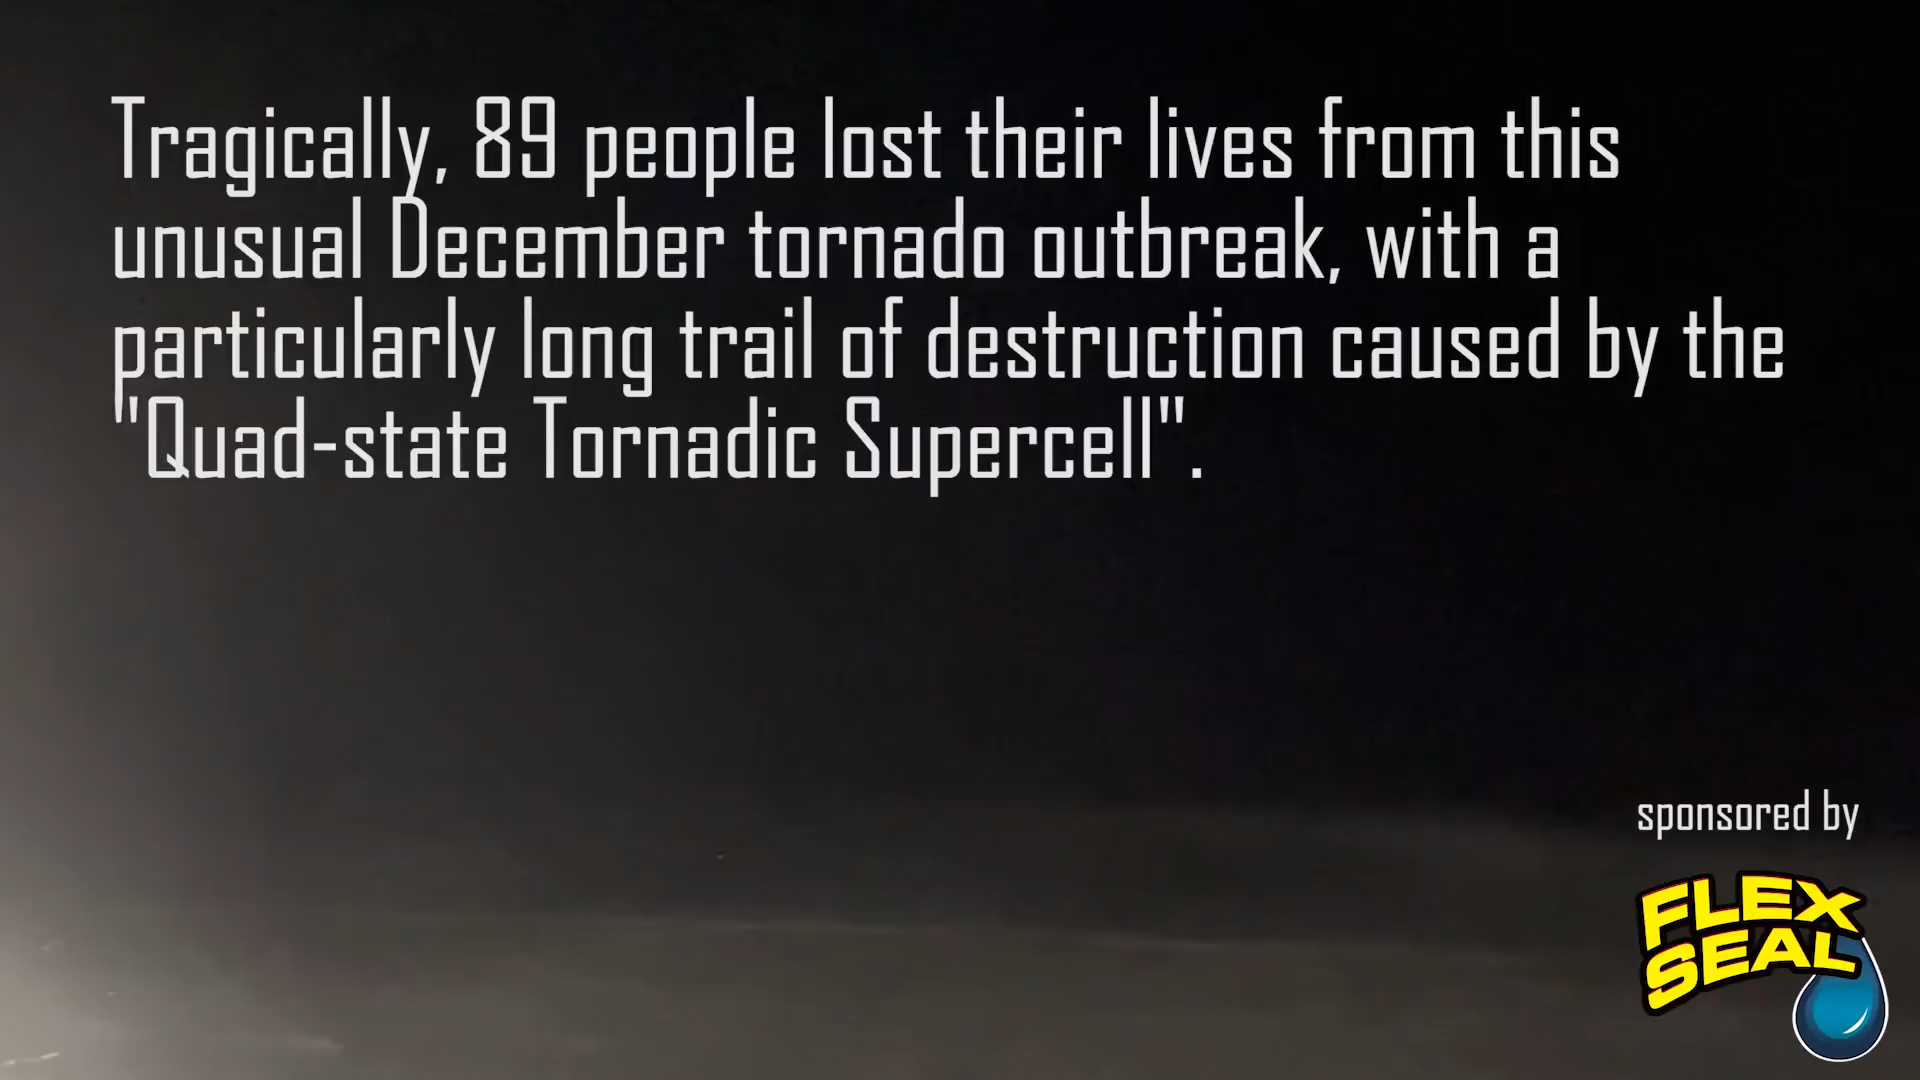 Tragically, 89 people lost their lives from this
unusual December tornado outbreak, with a
particularly long trail of destruction caused by the
"Quad-state Tornadic Supercell".
sponsored by
FLEX
SEAL